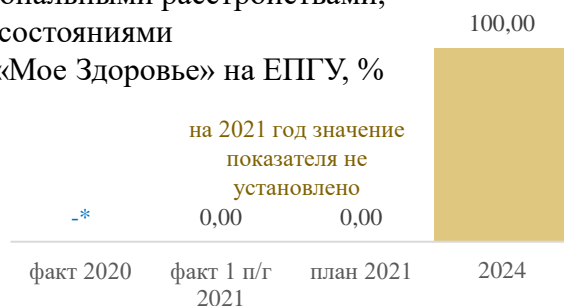 расстройствами,
состояниями
«Мое Здоровье» на ЕПГУ, %
100,00
на 2021 год значение
показателя не
установлено
-*
0,00
0,00
факт 2020
факт 1 п/г
2021
план 2021
2024